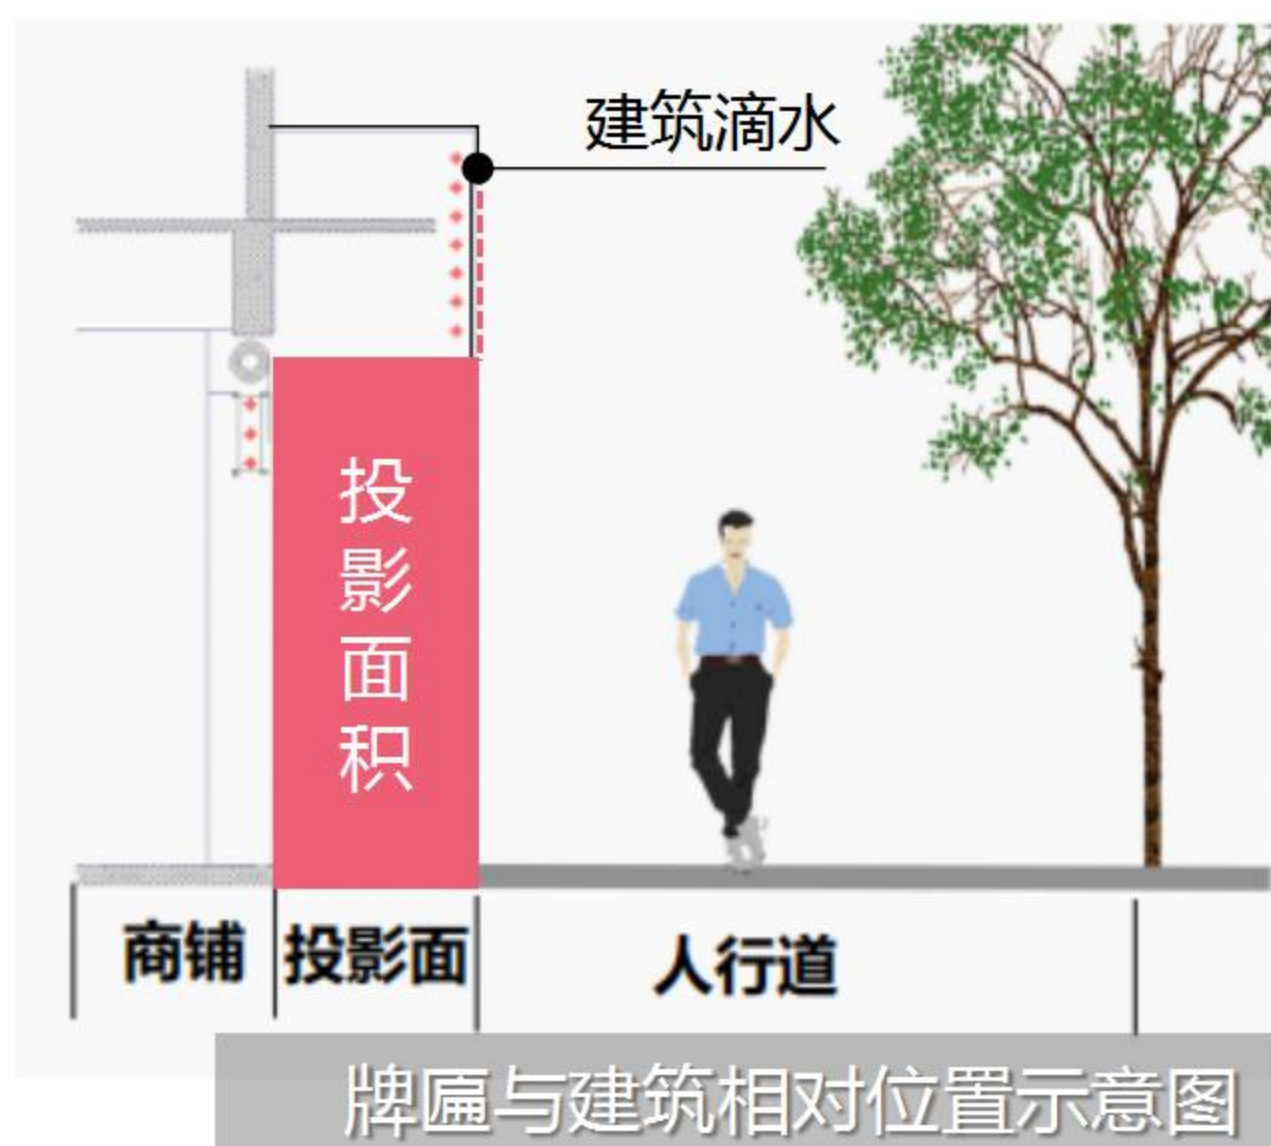 建筑滴水
投影面积
商铺
投影面
人行道
牌匾与建筑相对位置示意图